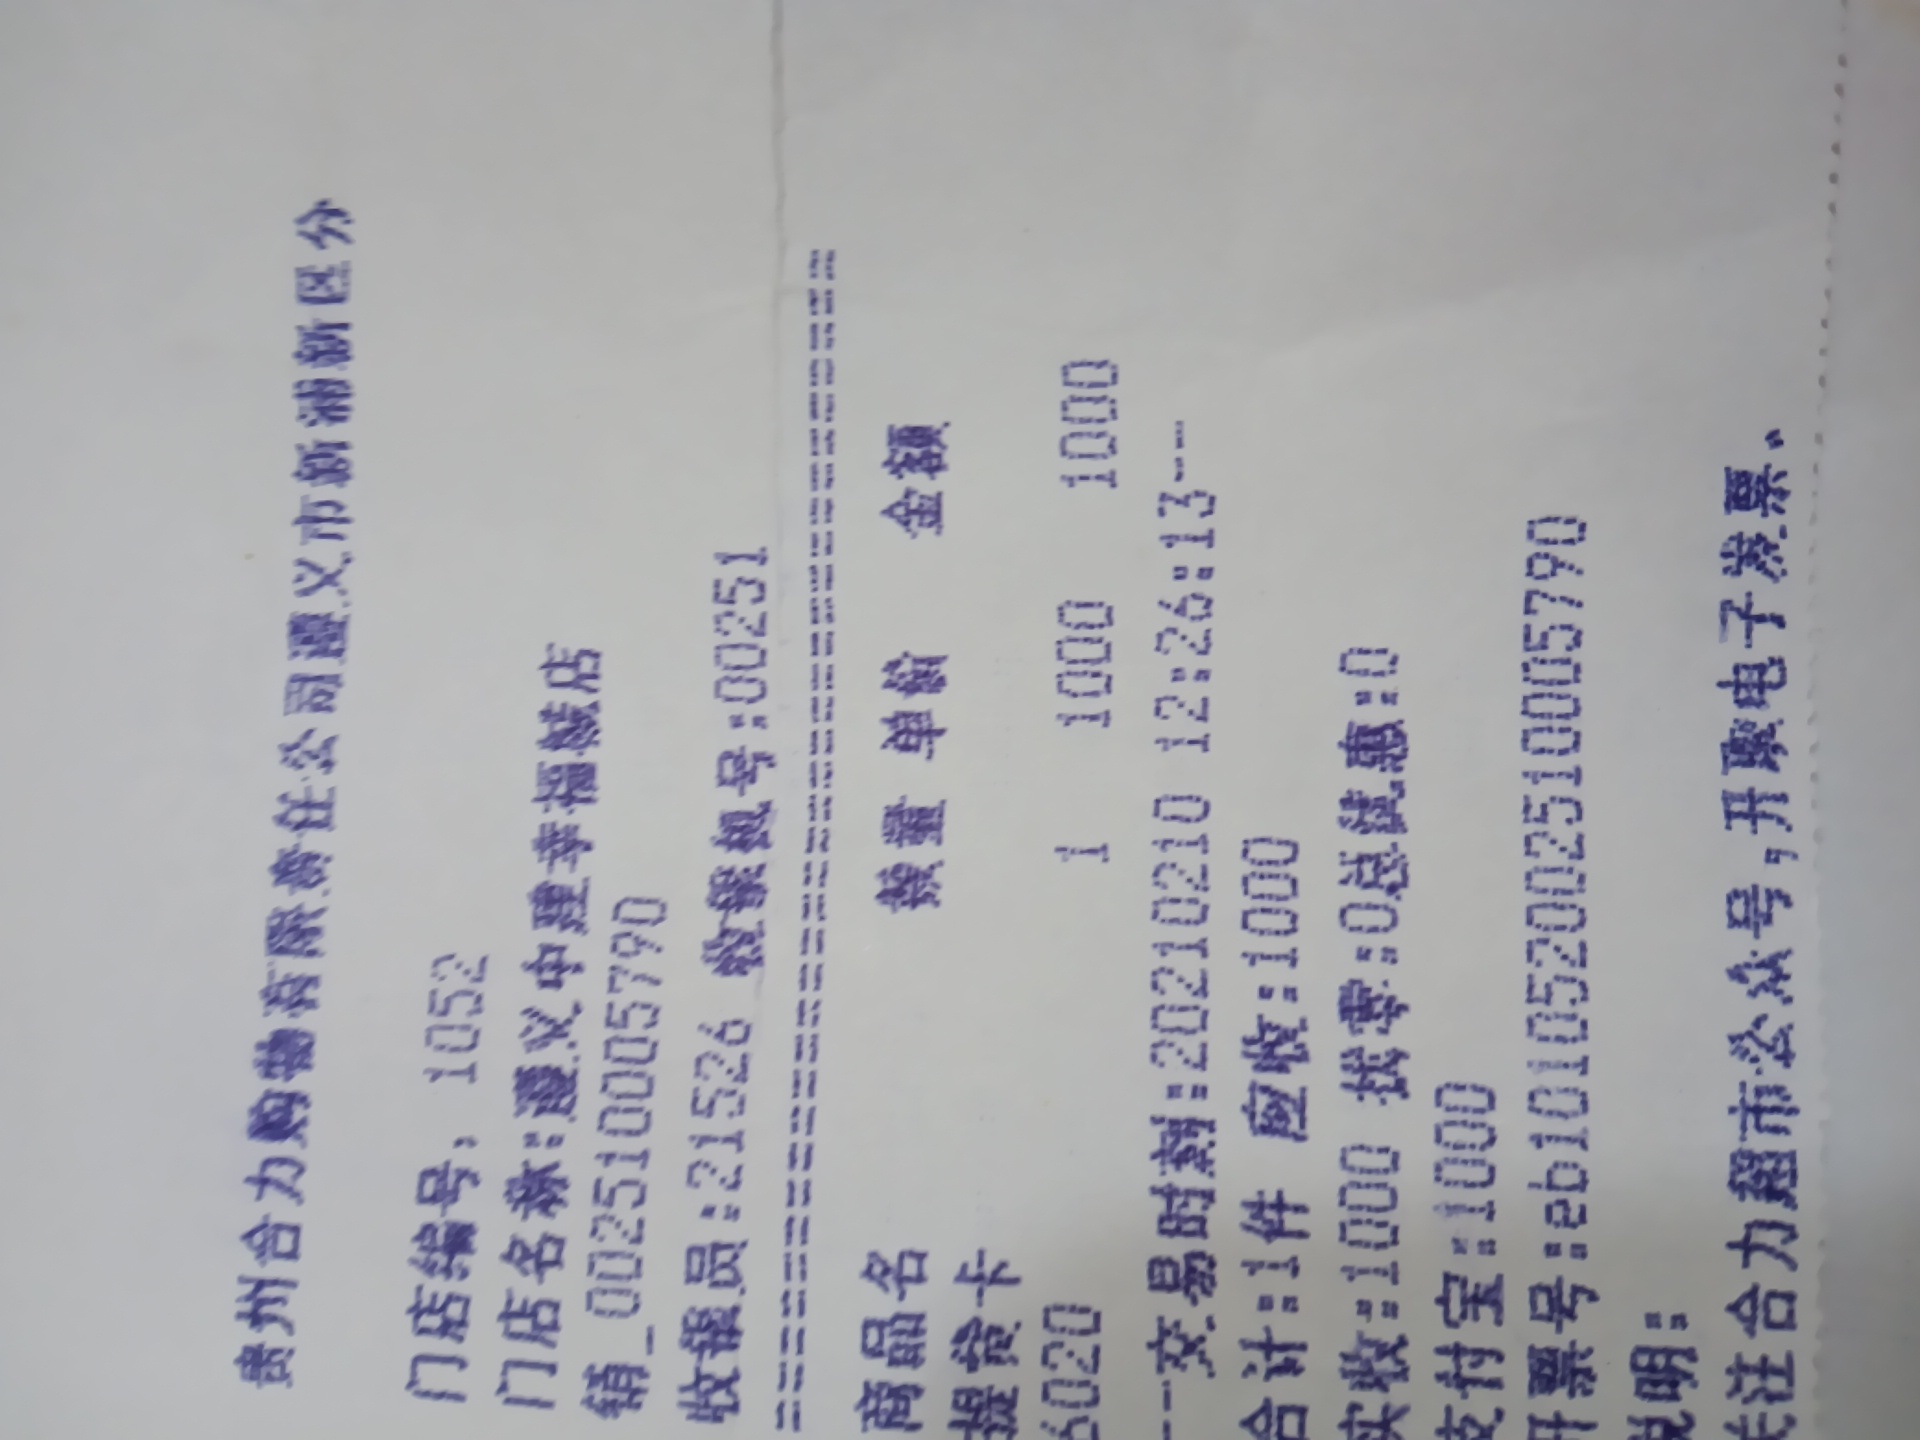 贵州合力购物有限责任公司遵义市新浦新区分
门店编号: 1052
门店名称:遵义中建幸福城店
销_002510005790
收银员:21526 收银机号:00251
==========================================
商品名 数量 单价 金额
提货卡
6020 1 1000 1000
---交易时刻:20210210 12:26:13---
合计:1件 应收:1000
实收:1000 找零:0总优惠:0
支付宝:1000
开票号:eb10101052002510005790
说明:
关注合力超市公众号,开取电子发票、